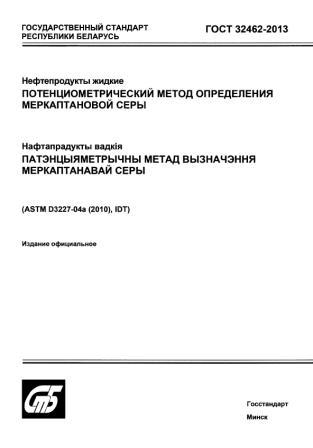 ГОСУДАРСТВЕННЫЙ СТАНДАРТ
РЕСПУБЛИКИ БЕЛАРУСЬ
ГОСТ 32462-2013
Нефтепродукты жидкие
ПОТЕНЦИОМЕТРИЧЕСКИЙ МЕТОД ОПРЕДЕЛЕНИЯ
МЕРКАПТАНОВОЙ СЕРЫ
Нафтапрадукты вадкія
ПАТЭНЦЫЯМЕТРЫЧНЫ МЕТАД ВЫЗНАЧЭННЯ
МЕРКАПТАНАВАЙ СЕРЫ
(ASTM D3227-04a (2010), IDT)
Издание официальное
СТБ
Госстандарт
Минск